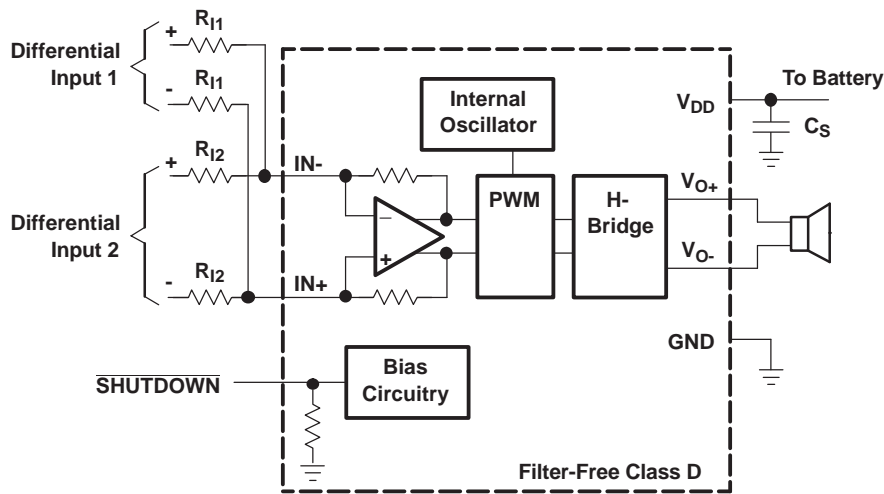 Differential
Input 1
+
R_I1
-
R_I1
Differential
Input 2
+
R_I2
-
R_I2
IN-
IN+
−
+
Internal
Oscillator
PWM
H-
Bridge
V_DD
To Battery
C_S
V_O+
V_O-
GND
SHUTDOWN
Bias
Circuitry
Filter-Free Class D